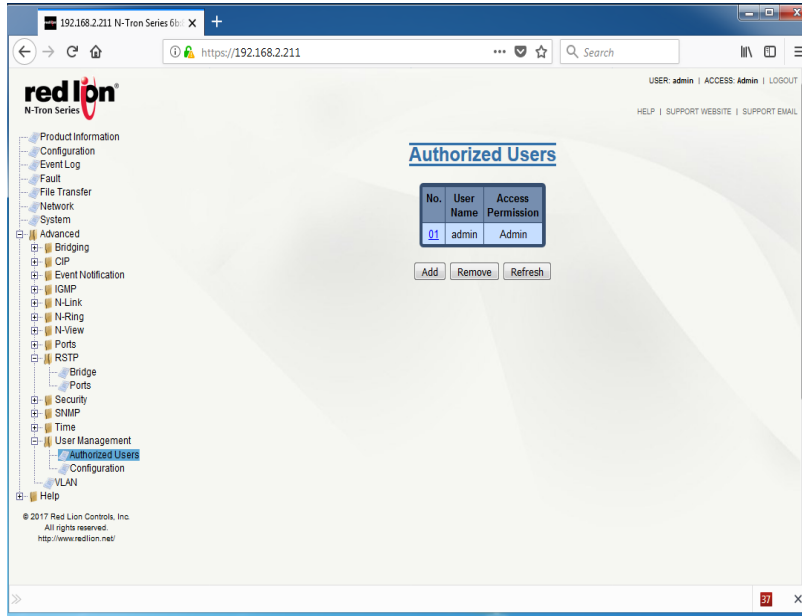 192.168.2.211 N-Tron Series 6bd
https://192.168.2.211
Search
USER: admin | ACCESS: Admin | LOGOUT
red lion®
N-Tron Series
HELP | SUPPORT WEBSITE | SUPPORT EMAIL
Product Information
Configuration
Event Log
Fault
File Transfer
Network
System
Advanced
Bridging
CIP
Event Notification
IGMP
N-Link
N-Ring
N-View
Ports
RSTP
Bridge
Ports
Security
SNMP
Time
User Management
Authorized Users
Configuration
VLAN
Help
© 2017 Red Lion Controls, Inc.
All rights reserved.
http://www.redlion.net/
Authorized Users
No. User Name Access Permission
01 admin Admin
Add Remove Refresh
37